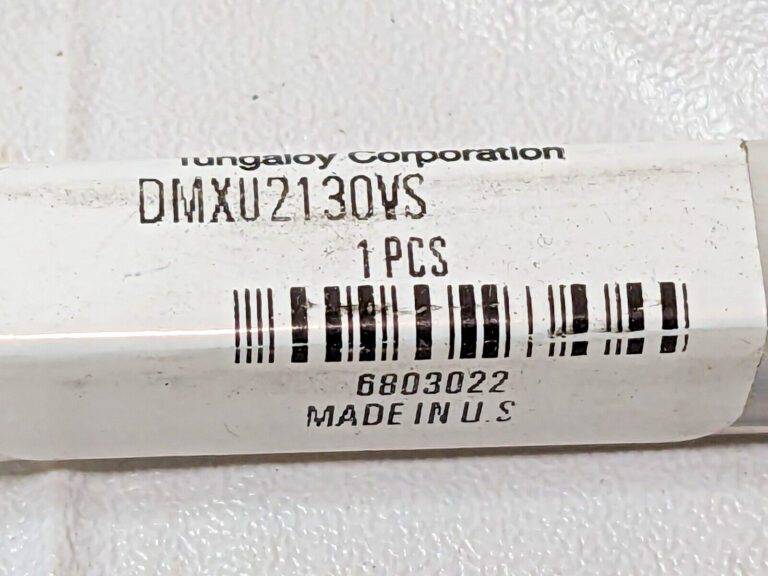 Tungaloy Corporation
DMXU2130VS
1 PCS
6803022
MADE IN U.S